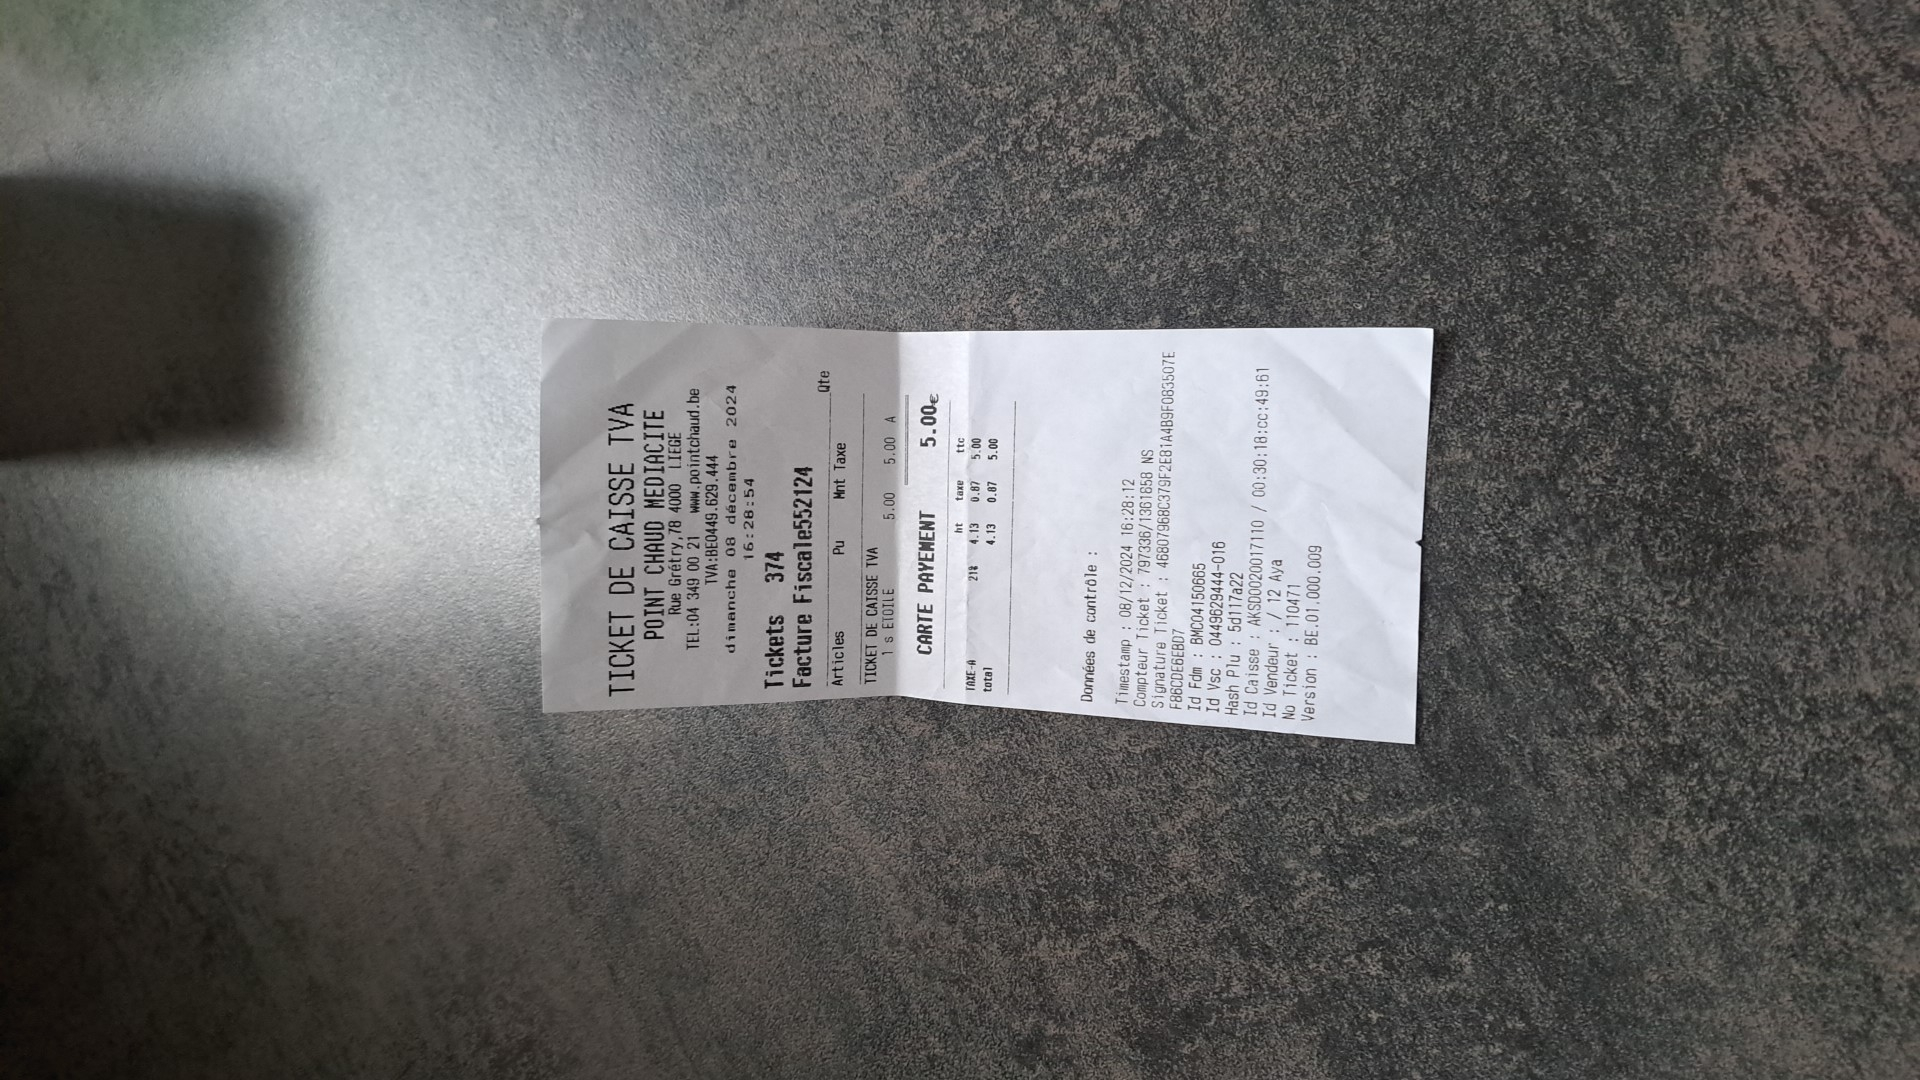 TICKET DE CAISSE TVA
POINT CHAUD MEDIACITE
Rue Grétry,78 4000 LIEGE
TEL:04 349 00 21 www.pointchaud.be
TVA:BE0449.629.444
dimanche 08 décembre 2024
16:28:54
Tickets 374
Facture Fiscale552124
Articles Pu Mnt Taxe Qte
TICKET DE CAISSE TVA
1 s ETOILE 5.00 5.00 A
CARTE PAYEMENT 5.00€
ht taxe ttc
TAXE-A 21% 4.13 0.87 5.00
total 4.13 0.87 5.00
Données de contrôle :
Timestamp : 08/12/2024 16:28:12
Compteur Ticket : 797336/1361658 NS
Signature Ticket : 46807968C379F2E81A4B9F083507E
FB6CDE6EBD7
Id Fdm : BMC04150665
Id Vsc : 0449629444-016
Hash Plu : 5d117a22
Id Caisse : AKSD00200017110 / 00:30:18:cc:49:61
Id Vendeur : / 12 Aya
No Ticket : 110471
Version : BE.01.000.009